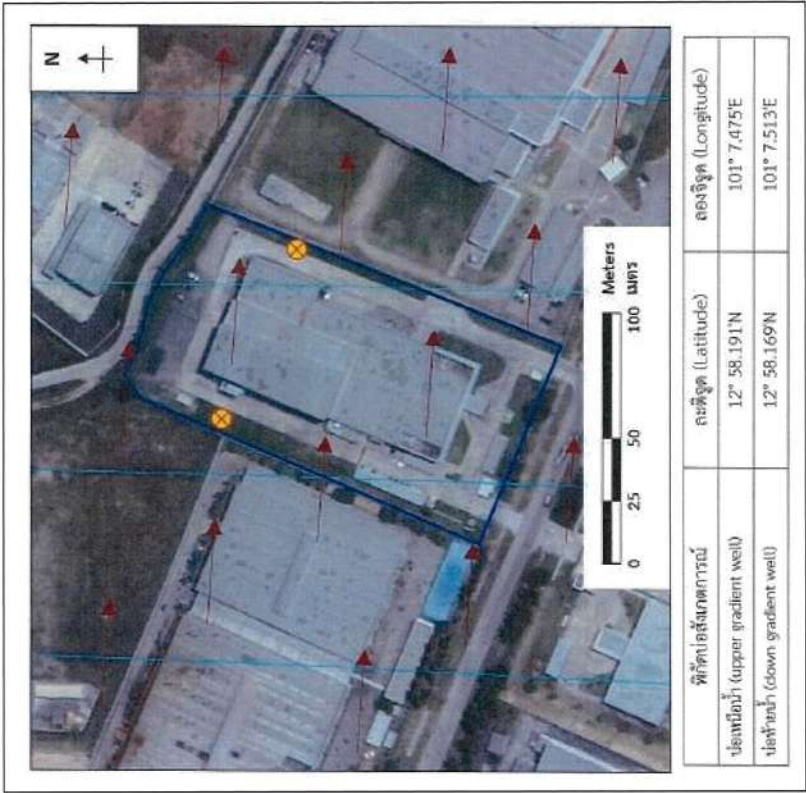 N
Meters
0 25 50 100 เมตร
พิกัดบ่อสังเกตการณ์ ละติจูด (Latitude) ลองจิจูด (Longitude)
บ่อเหนือน้ำ (upper gradient well) 12° 58.191'N 101° 7.475'E
บ่อท้ายน้ำ (down gradient well) 12° 58.169'N 101° 7.513'E